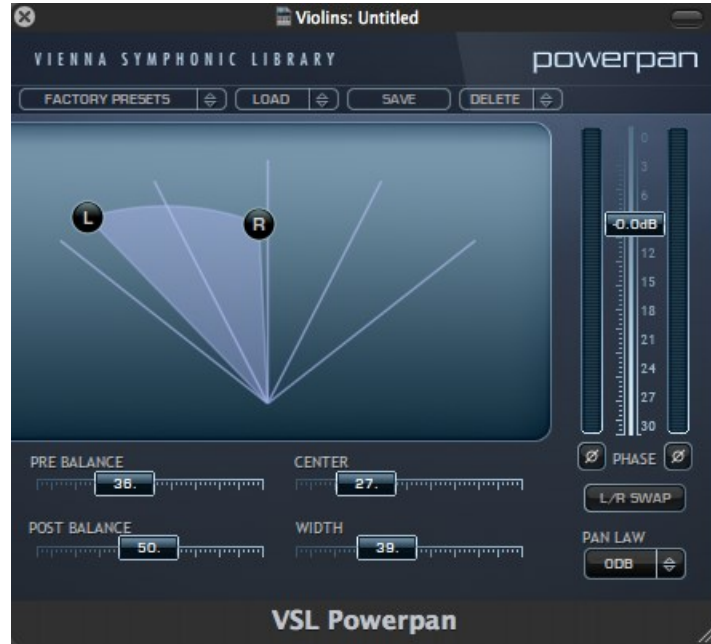 Violins: Untitled
VIENNA SYMPHONIC LIBRARY
powerpan
FACTORY PRESETS LOAD SAVE DELETE
L R
0
3
6
-0.0dB
12
15
18
21
24
27
30
Ø PHASE Ø
L/R SWAP
PAN LAW
0DB
PRE BALANCE CENTER
36. 27.
POST BALANCE WIDTH
50. 39.
VSL Powerpan